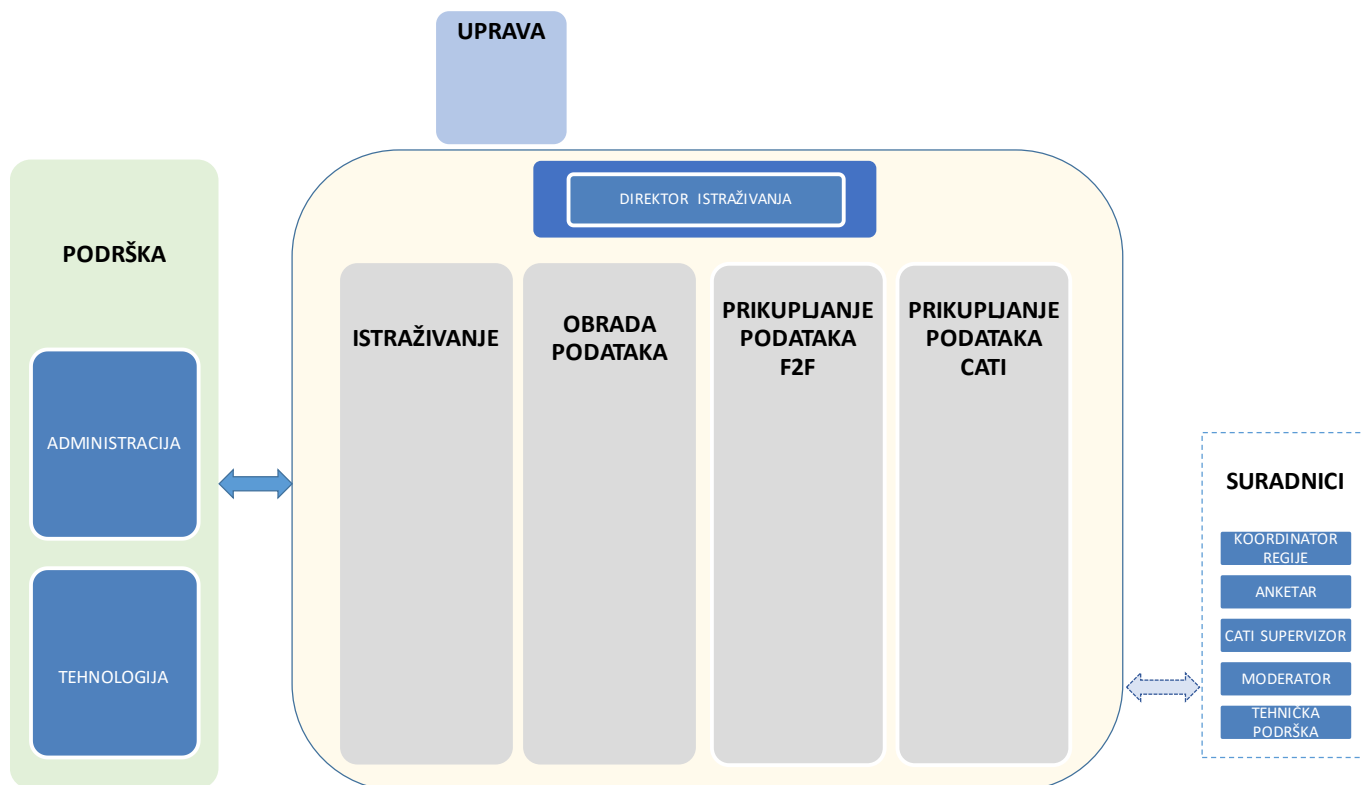 UPRAVA
DIREKTOR ISTRAŽIVANJA
PODRŠKA
ADMINISTRACIJA
TEHNOLOGIJA
ISTRAŽIVANJE
OBRADA
PODATAKA
PRIKUPLJANJE
PODATAKA
F2F
PRIKUPLJANJE
PODATAKA
CATI
SURADNICI
KOORDINATOR
REGIJE
ANKETAR
CATI SUPERVIZOR
MODERATOR
TEHNIČKA
PODRŠKA